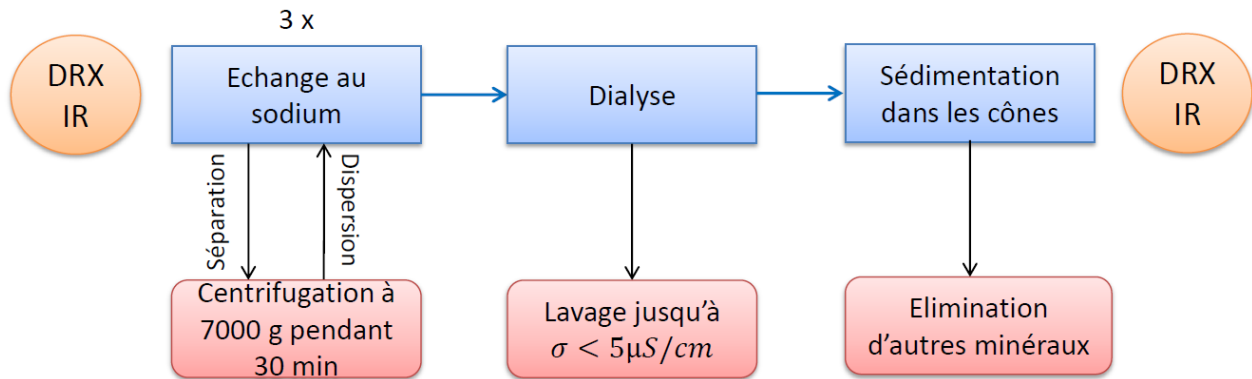 3 x
DRX
IR
Echange au
sodium
Dialyse
Sédimentation
dans les cônes
DRX
IR
Séparation
Dispersion
Centrifugation à
7000 g pendant
30 min
Lavage jusqu'à
σ < 5µS/cm
Elimination
d'autres minéraux